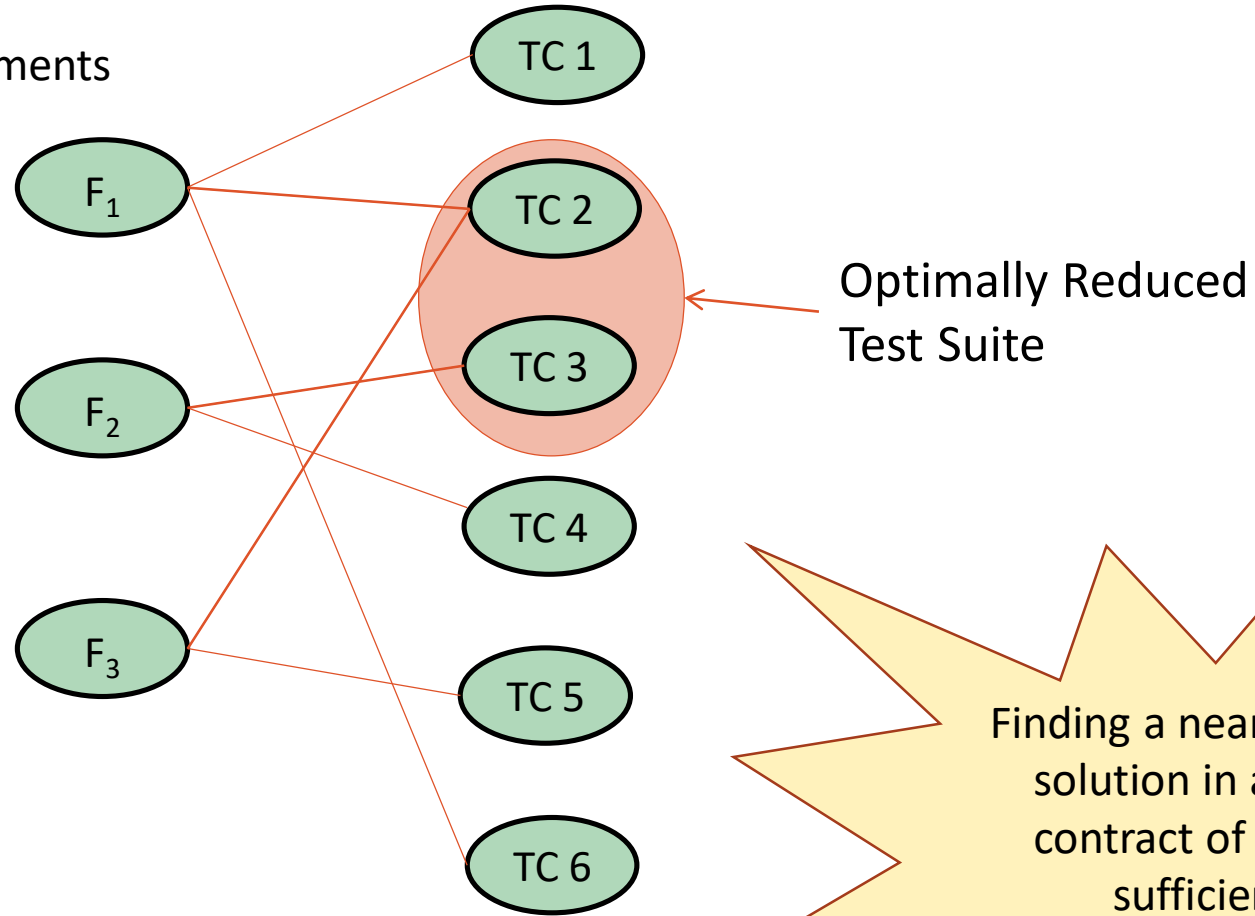 ments
TC 1
F₁
TC 2
Optimally Reduced
Test Suite
TC 3
F₂
TC 4
F₃
TC 5
Finding a near
solution in a
contract of
sufficien
TC 6